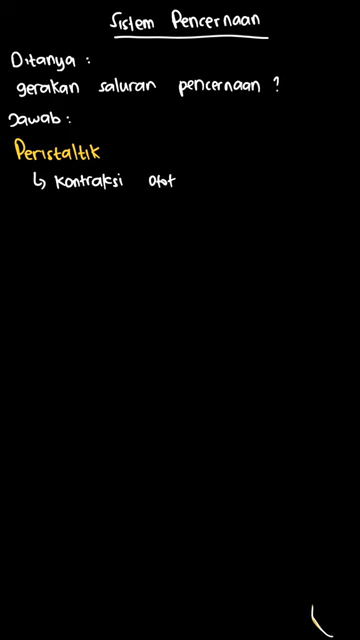 Sistem Pencernaan
Ditanya :
gerakan saluran pencernaan ?
Jawab :
Peristaltik
↳ kontraksi otot